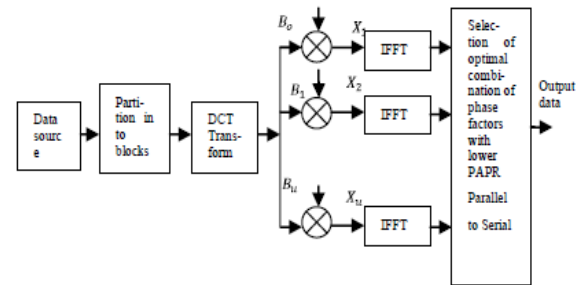 Data
sourc
e
Parti-
tion in
to
blocks
DCT
Trans-
form
B₀
B₁
Bᵤ
X₁
X₂
Xᵤ
IFFT
IFFT
IFFT
Selec-
tion of
optimal
combi-
nation of
phase
factors
with
lower
PAPR
Parallel
to Serial
Output
data